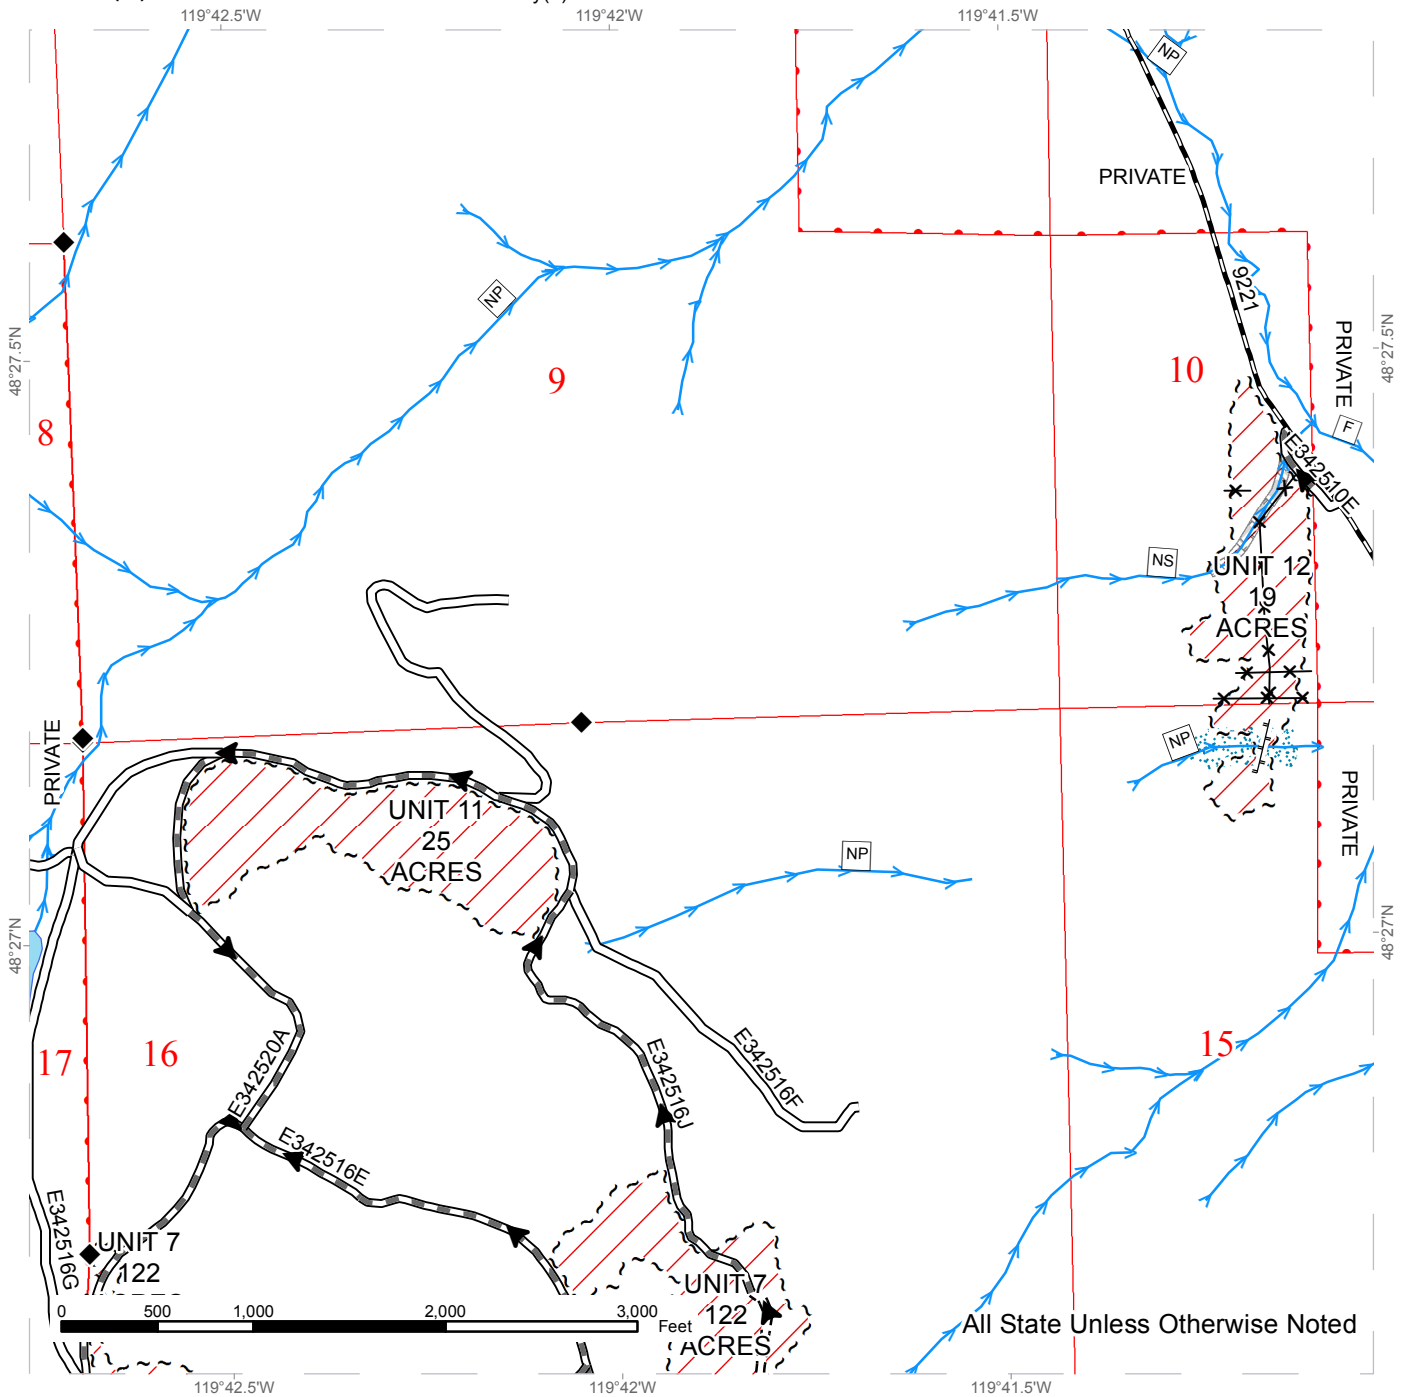 119°42.5'W
119°42'W
119°41.5'W
NP
PRIVATE
9221
NP
48°27.5'N
48°27.5'N
PRIVATE
9
10
8
F
E342510E
NS
UNIT 12
19
ACRES
PRIVATE
NP
PRIVATE
UNIT 11
25
ACRES
NP
48°27'N
48°27'N
17
16
15
E342520A
E342516J
E342516F
E342516E
E342516G
UNIT 7
122
UNIT 7
122
ACRES
0
500
1,000
2,000
3,000
Feet
All State Unless Otherwise Noted
119°42.5'W
119°42'W
119°41.5'W